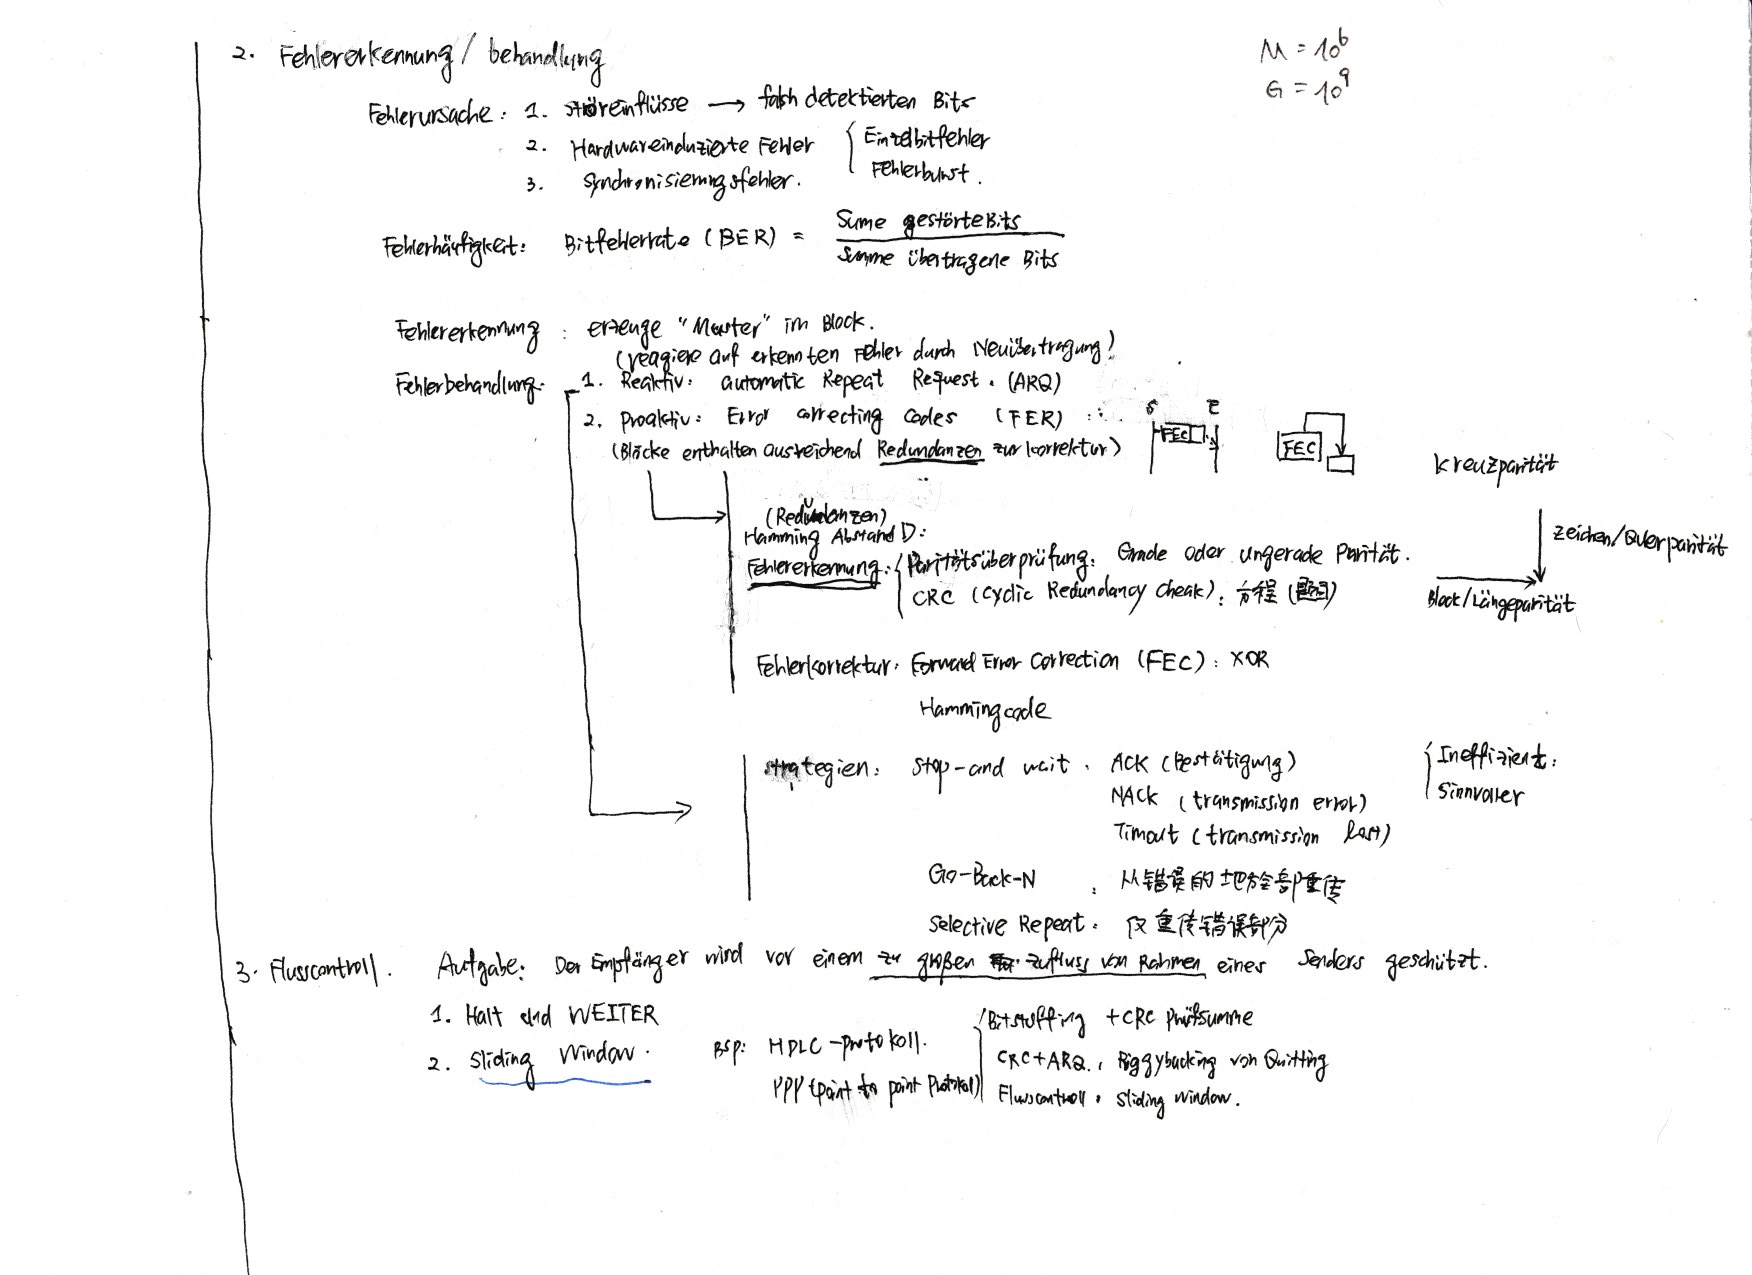 2. Fehlererkennung / behandlung
M = 10^6
G = 10^9
Fehlerursache: 1. störeinflüsse → falsh detektierten Bits
2. Hardwareinduzierte Fehler { Einzelbitfehler
Fehlerburst.
3. Synchronisierungsfehler.
Fehlerhäufigkeit: Bitfehlerrate (BER) = Sume gestörte Bits
Summe übertragene Bits
Fehlererkennung: erzeuge "Muster" im Block.
(reagiere auf erkennten Fehler durch Neuübertragung!
Fehlerbehandlung: 1. Reaktiv: automatic Repeat Request. (ARQ)
2. Proaktiv: Error correcting codes (FER)
(Blöcke enthalten ausreichend Redundanzen zur korrektur)
S E
FEC
FEC
Kreuzparität
Zeichen/Querparität
Block/Längeparität
(Redundanzen)
Hamming Abstand D:
Fehlererkennung: { Paritätsüberprüfung: Grade oder ungerade Parität.
CRC (Cyclic Redundancy Cheak): 方程 ()
Fehlerkorrektur: Forward Error Correction (FEC): XOR
Hammingcode
Strategien: Stop-and wait. ACK (Bestätigung)
NACK (transmission error)
Timout (transmission lost)
{ Ineffizient:
Sinnvoller
Go-Back-N: 从错误的地方全部重传
Selective Repeat: 仅重传错误部分
3. Flusscontroll. Aufgabe: Der Empfänger wird vor einem zu großen zufluss von Rahmen eines Senders geschützt.
1. Halt und WEITER
2. Sliding Window.
Bsp: HDLC-protokoll.
PPP (point to point Protokol)
{ Bitstuffing + CRC Prüfsumme
CRC+ARQ, Piggybacking von Quitting
Flusscontroll: Sliding Window.